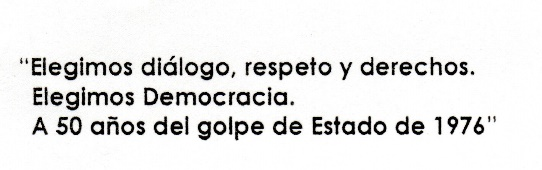 "Elegimos diálogo, respeto y derechos.
Elegimos Democracia.
A 50 años del golpe de Estado de 1976"